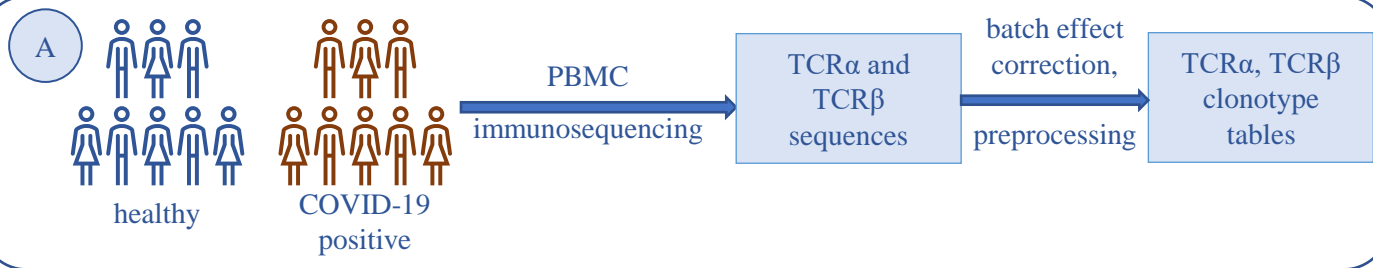 A
healthy
COVID-19
positive
PBMC
immunosequencing
TCRα and
TCRβ
sequences
batch effect
correction,
preprocessing
TCRα, TCRβ
clonotype
tables